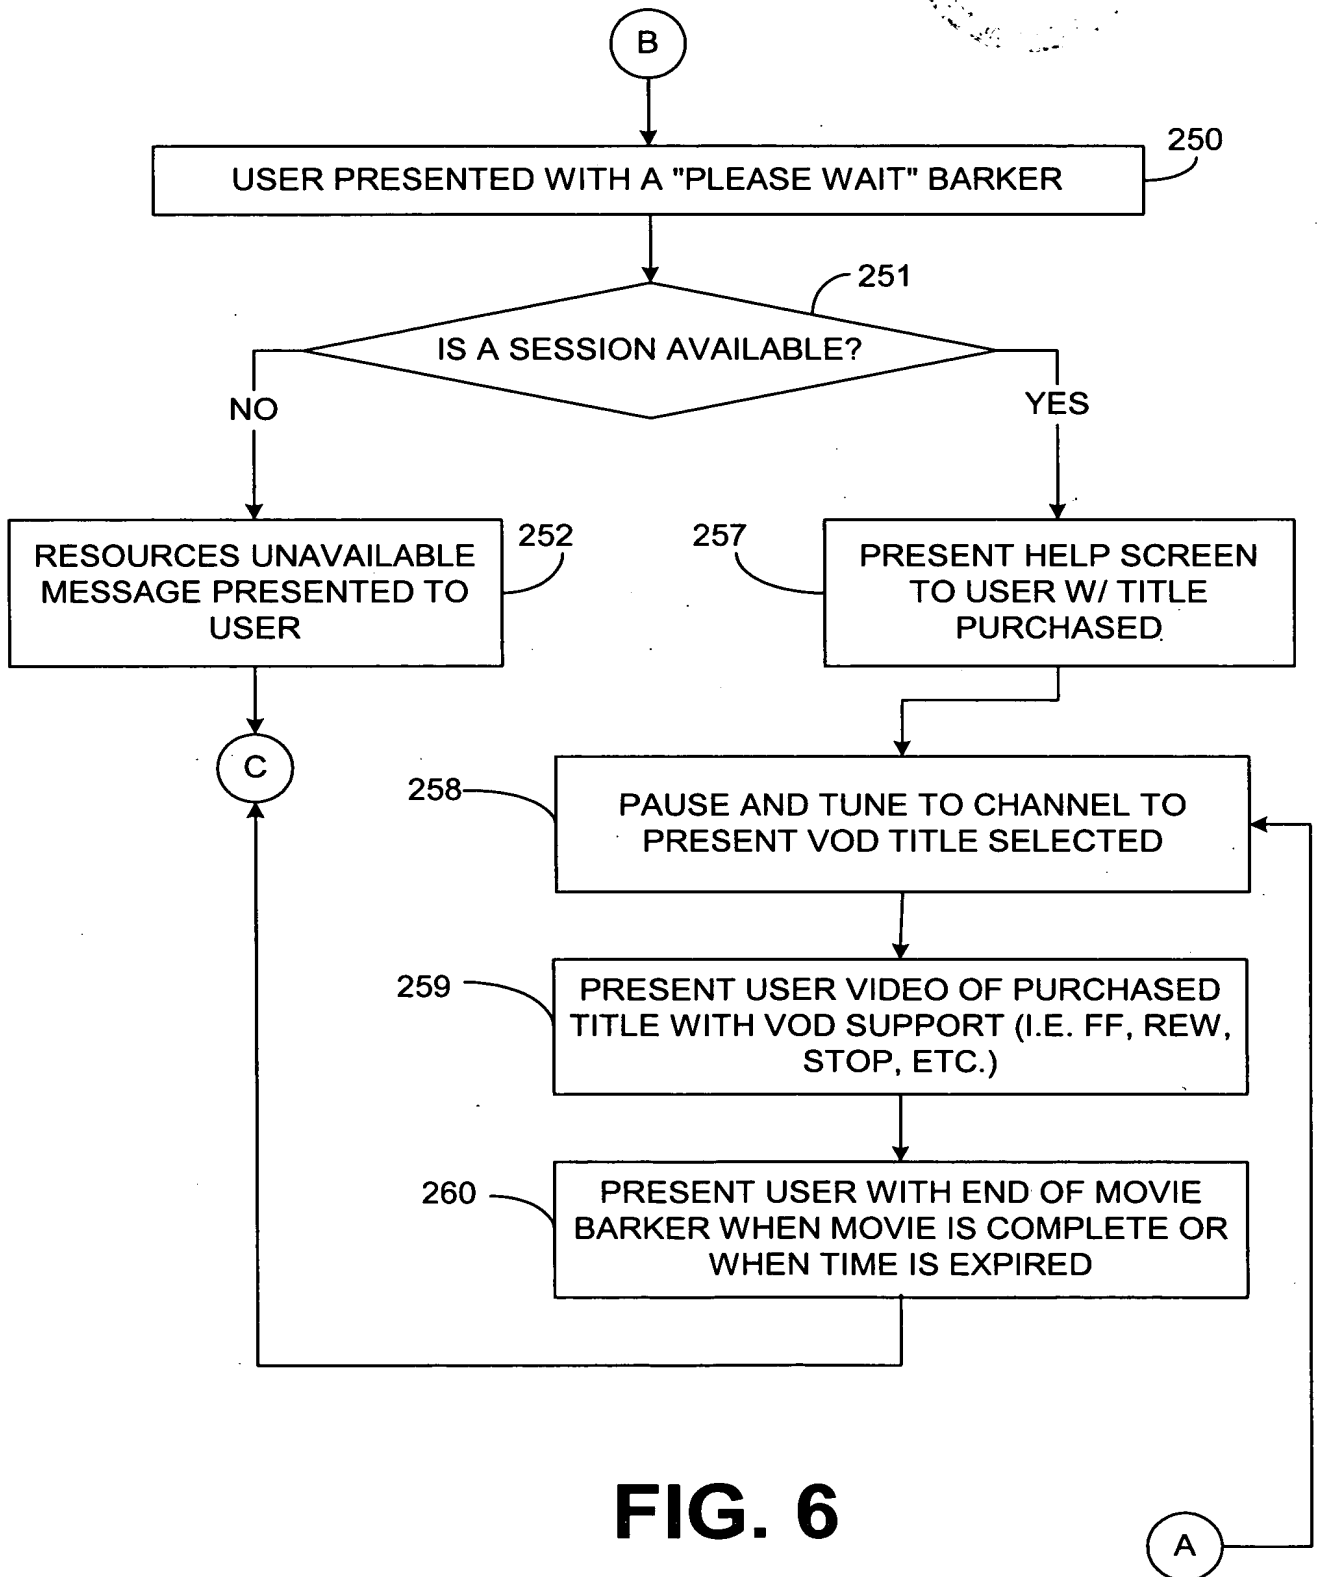 B
USER PRESENTED WITH A "PLEASE WAIT" BARKER
250
251
IS A SESSION AVAILABLE?
NO
YES
RESOURCES UNAVAILABLE
MESSAGE PRESENTED TO
USER
252
257
PRESENT HELP SCREEN
TO USER W/ TITLE
PURCHASED
C
258
PAUSE AND TUNE TO CHANNEL TO
PRESENT VOD TITLE SELECTED
259
PRESENT USER VIDEO OF PURCHASED
TITLE WITH VOD SUPPORT (I.E. FF, REW,
STOP, ETC.)
260
PRESENT USER WITH END OF MOVIE
BARKER WHEN MOVIE IS COMPLETE OR
WHEN TIME IS EXPIRED
FIG. 6
A